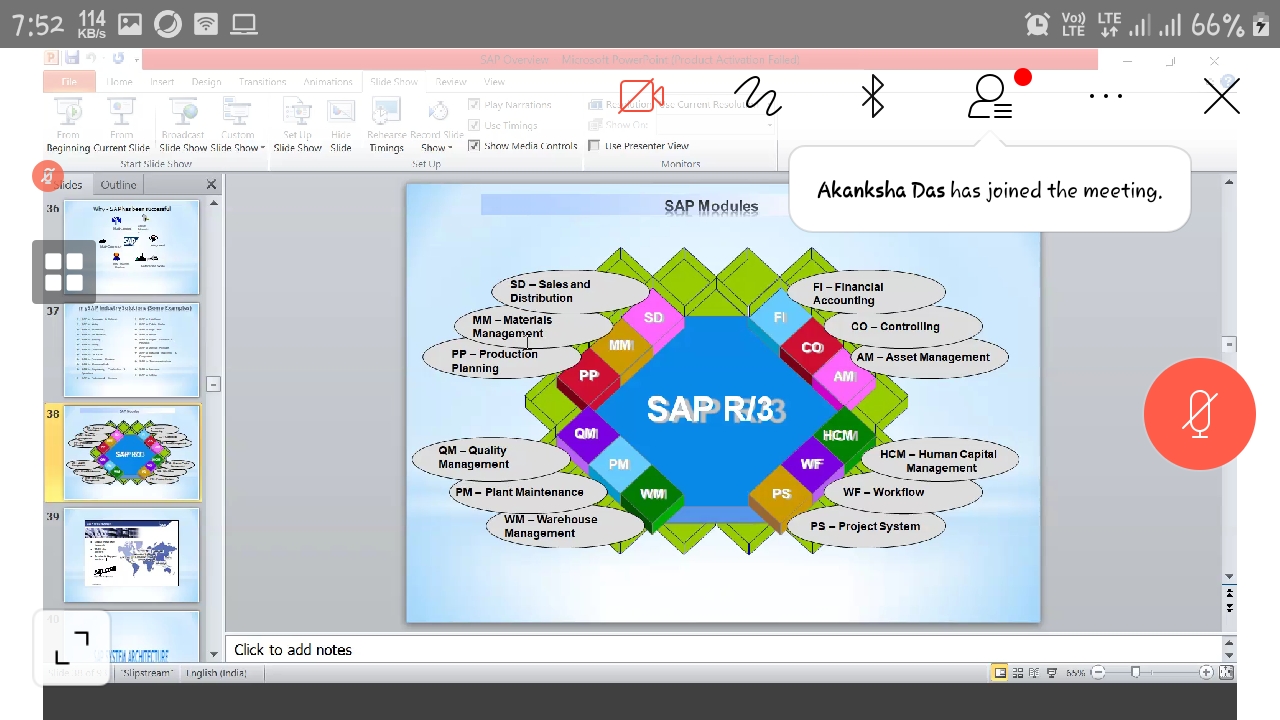 7:52 114 KB/s Vo) LTE LTE 66%
SAP Overview - Microsoft PowerPoint (Product Activation Failed)
File Home Insert Design Transitions Animations Slide Show Review View
From Beginning
From Current Slide
Broadcast Slide Show
Custom Slide Show
Set Up Slide Show
Hide Slide
Rehearse Timings
Record Slide Show
Play Narrations
Use Timings
Show Media Controls
Use Current Resolu
Show On:
Use Presenter View
Start Slide Show
Set Up
Monitors
Akanksha Das has joined the meeting.
Slides Outline
36
Why - SAP has been successful
37
mySAP Industry Solutions (Some Examples)
38
SAP Modules
SAP R/3
39
40
SAP SYSTEM ARCHITECTURE
SAP Modules
SD – Sales and
Distribution
MM – Materials
Management
PP – Production
Planning
SD
MM
PP
FI
CO
AM
FI – Financial
Accounting
CO – Controlling
AM – Asset Management
SAP R/3
QM – Quality
Management
PM – Plant Maintenance
WM – Warehouse
Management
QM
PM
WM
HCM
WF
PS
HCM – Human Capital
Management
WF – Workflow
PS – Project System
Click to add notes
"Slipstream" English (India) 65%